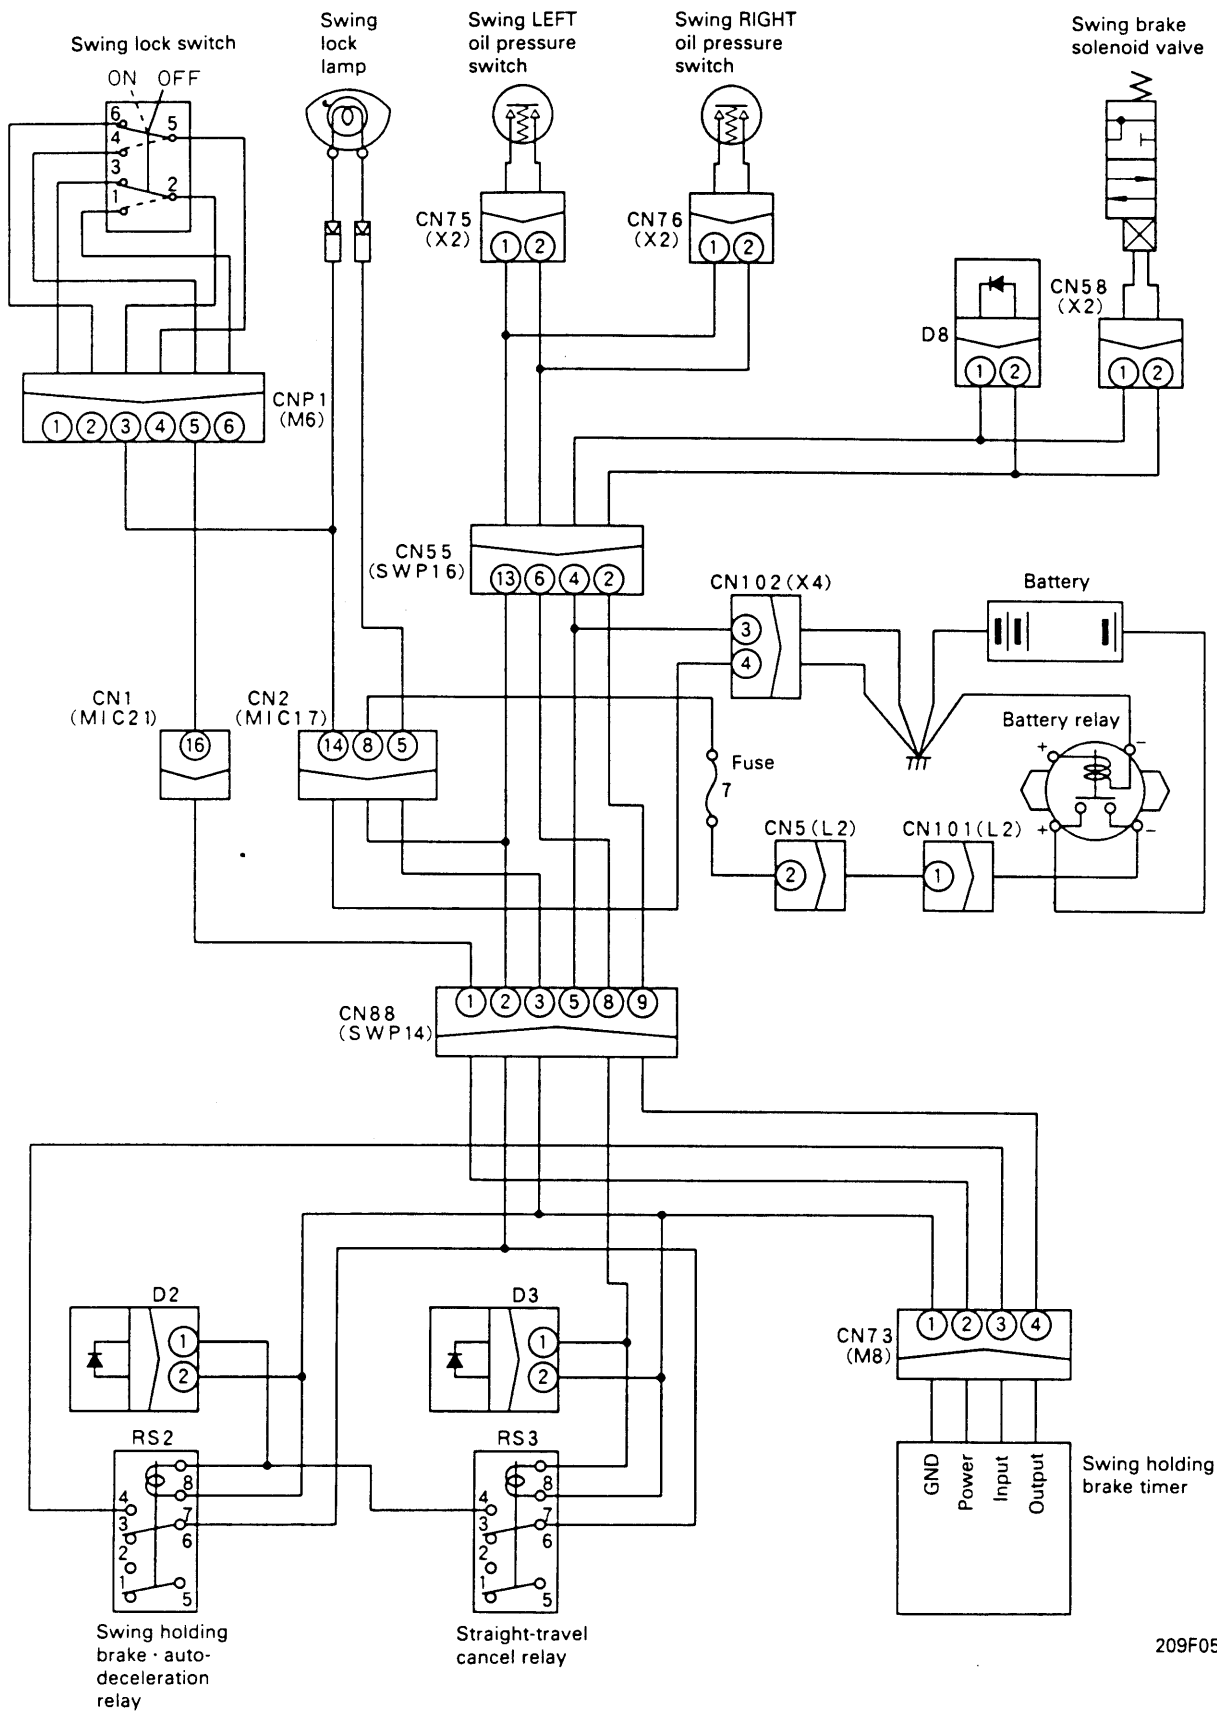 Swing lock switch
ON OFF
6
5
4
3
2
1
Swing
lock
lamp
Swing LEFT
oil pressure
switch
Swing RIGHT
oil pressure
switch
Swing brake
solenoid valve
CN75
(X2)
1 2
CN76
(X2)
1 2
D8
1 2
CN58
(X2)
1 2
CNP1
(M6)
1 2 3 4 5 6
CN55
(SWP16)
13 6 4 2
CN102(X4)
3
4
Battery
CN1
(MIC21)
16
CN2
(MIC17)
14 8 5
Fuse
7
Battery relay
+ −
+ −
CN5(L2)
2
CN101(L2)
1
CN88
(SWP14)
1 2 3 5 8 9
D2
1
2
D3
1
2
CN73
(M8)
1 2 3 4
GND
Power
Input
Output
Swing holding
brake timer
RS2
8
4
7
3
6
2
1
5
Swing holding
brake · auto-
deceleration
relay
RS3
8
4
7
3
6
2
1
5
Straight-travel
cancel relay
209F05